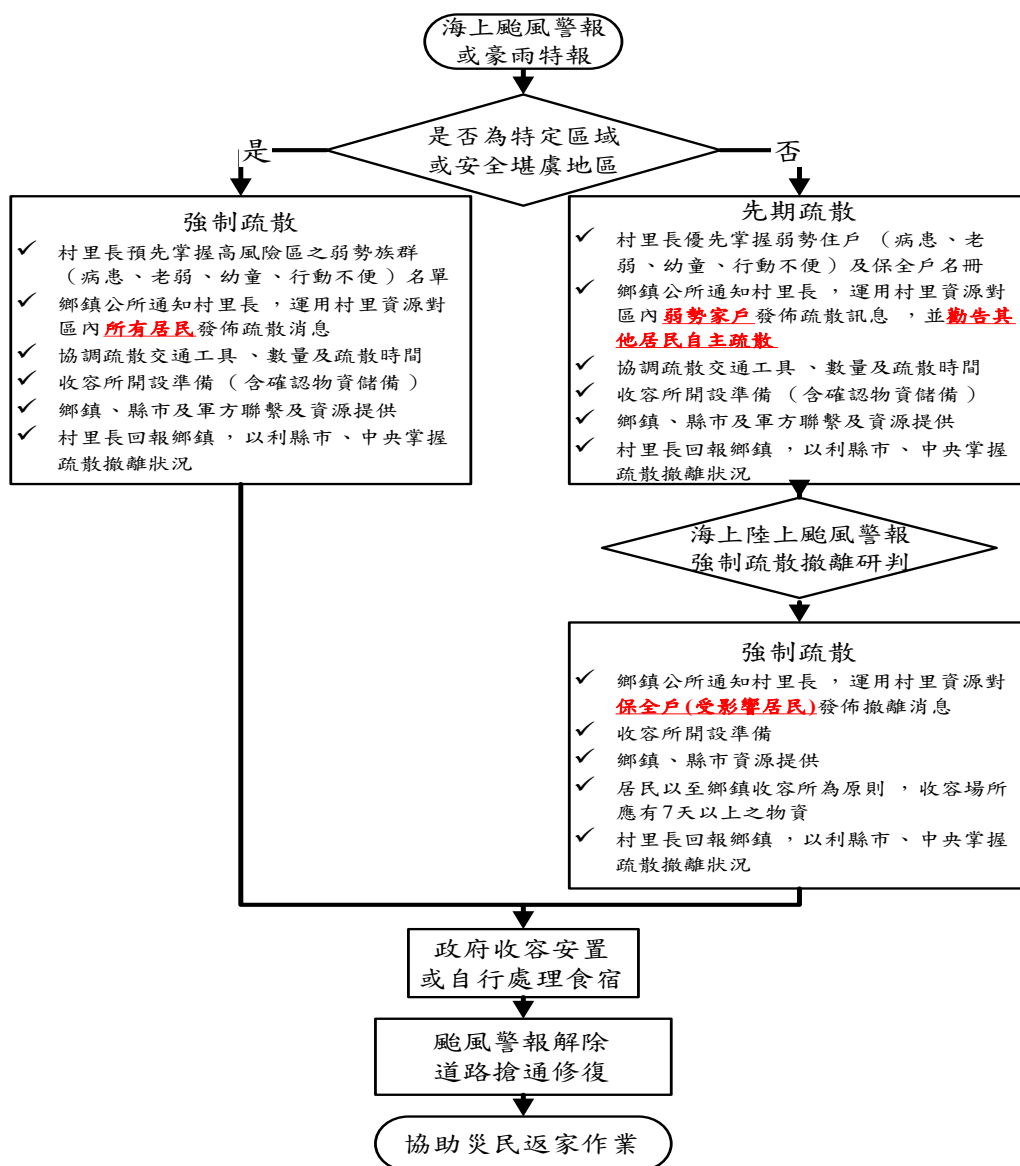 海上颱風警報
或豪雨特報
是否為特定區域
或安全堪虞地區
是
否
強制疏散
✓ 村里長預先掌握高風險區之弱勢族群
（病患、老弱、幼童、行動不便）名單
✓ 鄉鎮公所通知村里長，運用村里資源對
區內所有居民發佈疏散消息
✓ 協調疏散交通工具、數量及疏散時間
✓ 收容所開設準備（含確認物資儲備）
✓ 鄉鎮、縣市及軍方聯繫及資源提供
✓ 村里長回報鄉鎮，以利縣市、中央掌握
疏散撤離狀況
先期疏散
✓ 村里長優先掌握弱勢住戶（病患、老
弱、幼童、行動不便）及保全戶名冊
✓ 鄉鎮公所通知村里長，運用村里資源對
區內弱勢家戶發佈疏散訊息，並勸告其
他居民自主疏散
✓ 協調疏散交通工具、數量及疏散時間
✓ 收容所開設準備（含確認物資儲備）
✓ 鄉鎮、縣市及軍方聯繫及資源提供
✓ 村里長回報鄉鎮，以利縣市、中央掌握
疏散撤離狀況
海上陸上颱風警報
強制疏散撤離研判
強制疏散
✓ 鄉鎮公所通知村里長，運用村里資源對
保全戶(受影響居民)發佈撤離消息
✓ 收容所開設準備
✓ 鄉鎮、縣市資源提供
✓ 居民以至鄉鎮收容所為原則，收容場所
應有7天以上之物資
✓ 村里長回報鄉鎮，以利縣市、中央掌握
疏散撤離狀況
政府收容安置
或自行處理食宿
颱風警報解除
道路搶通修復
協助災民返家作業